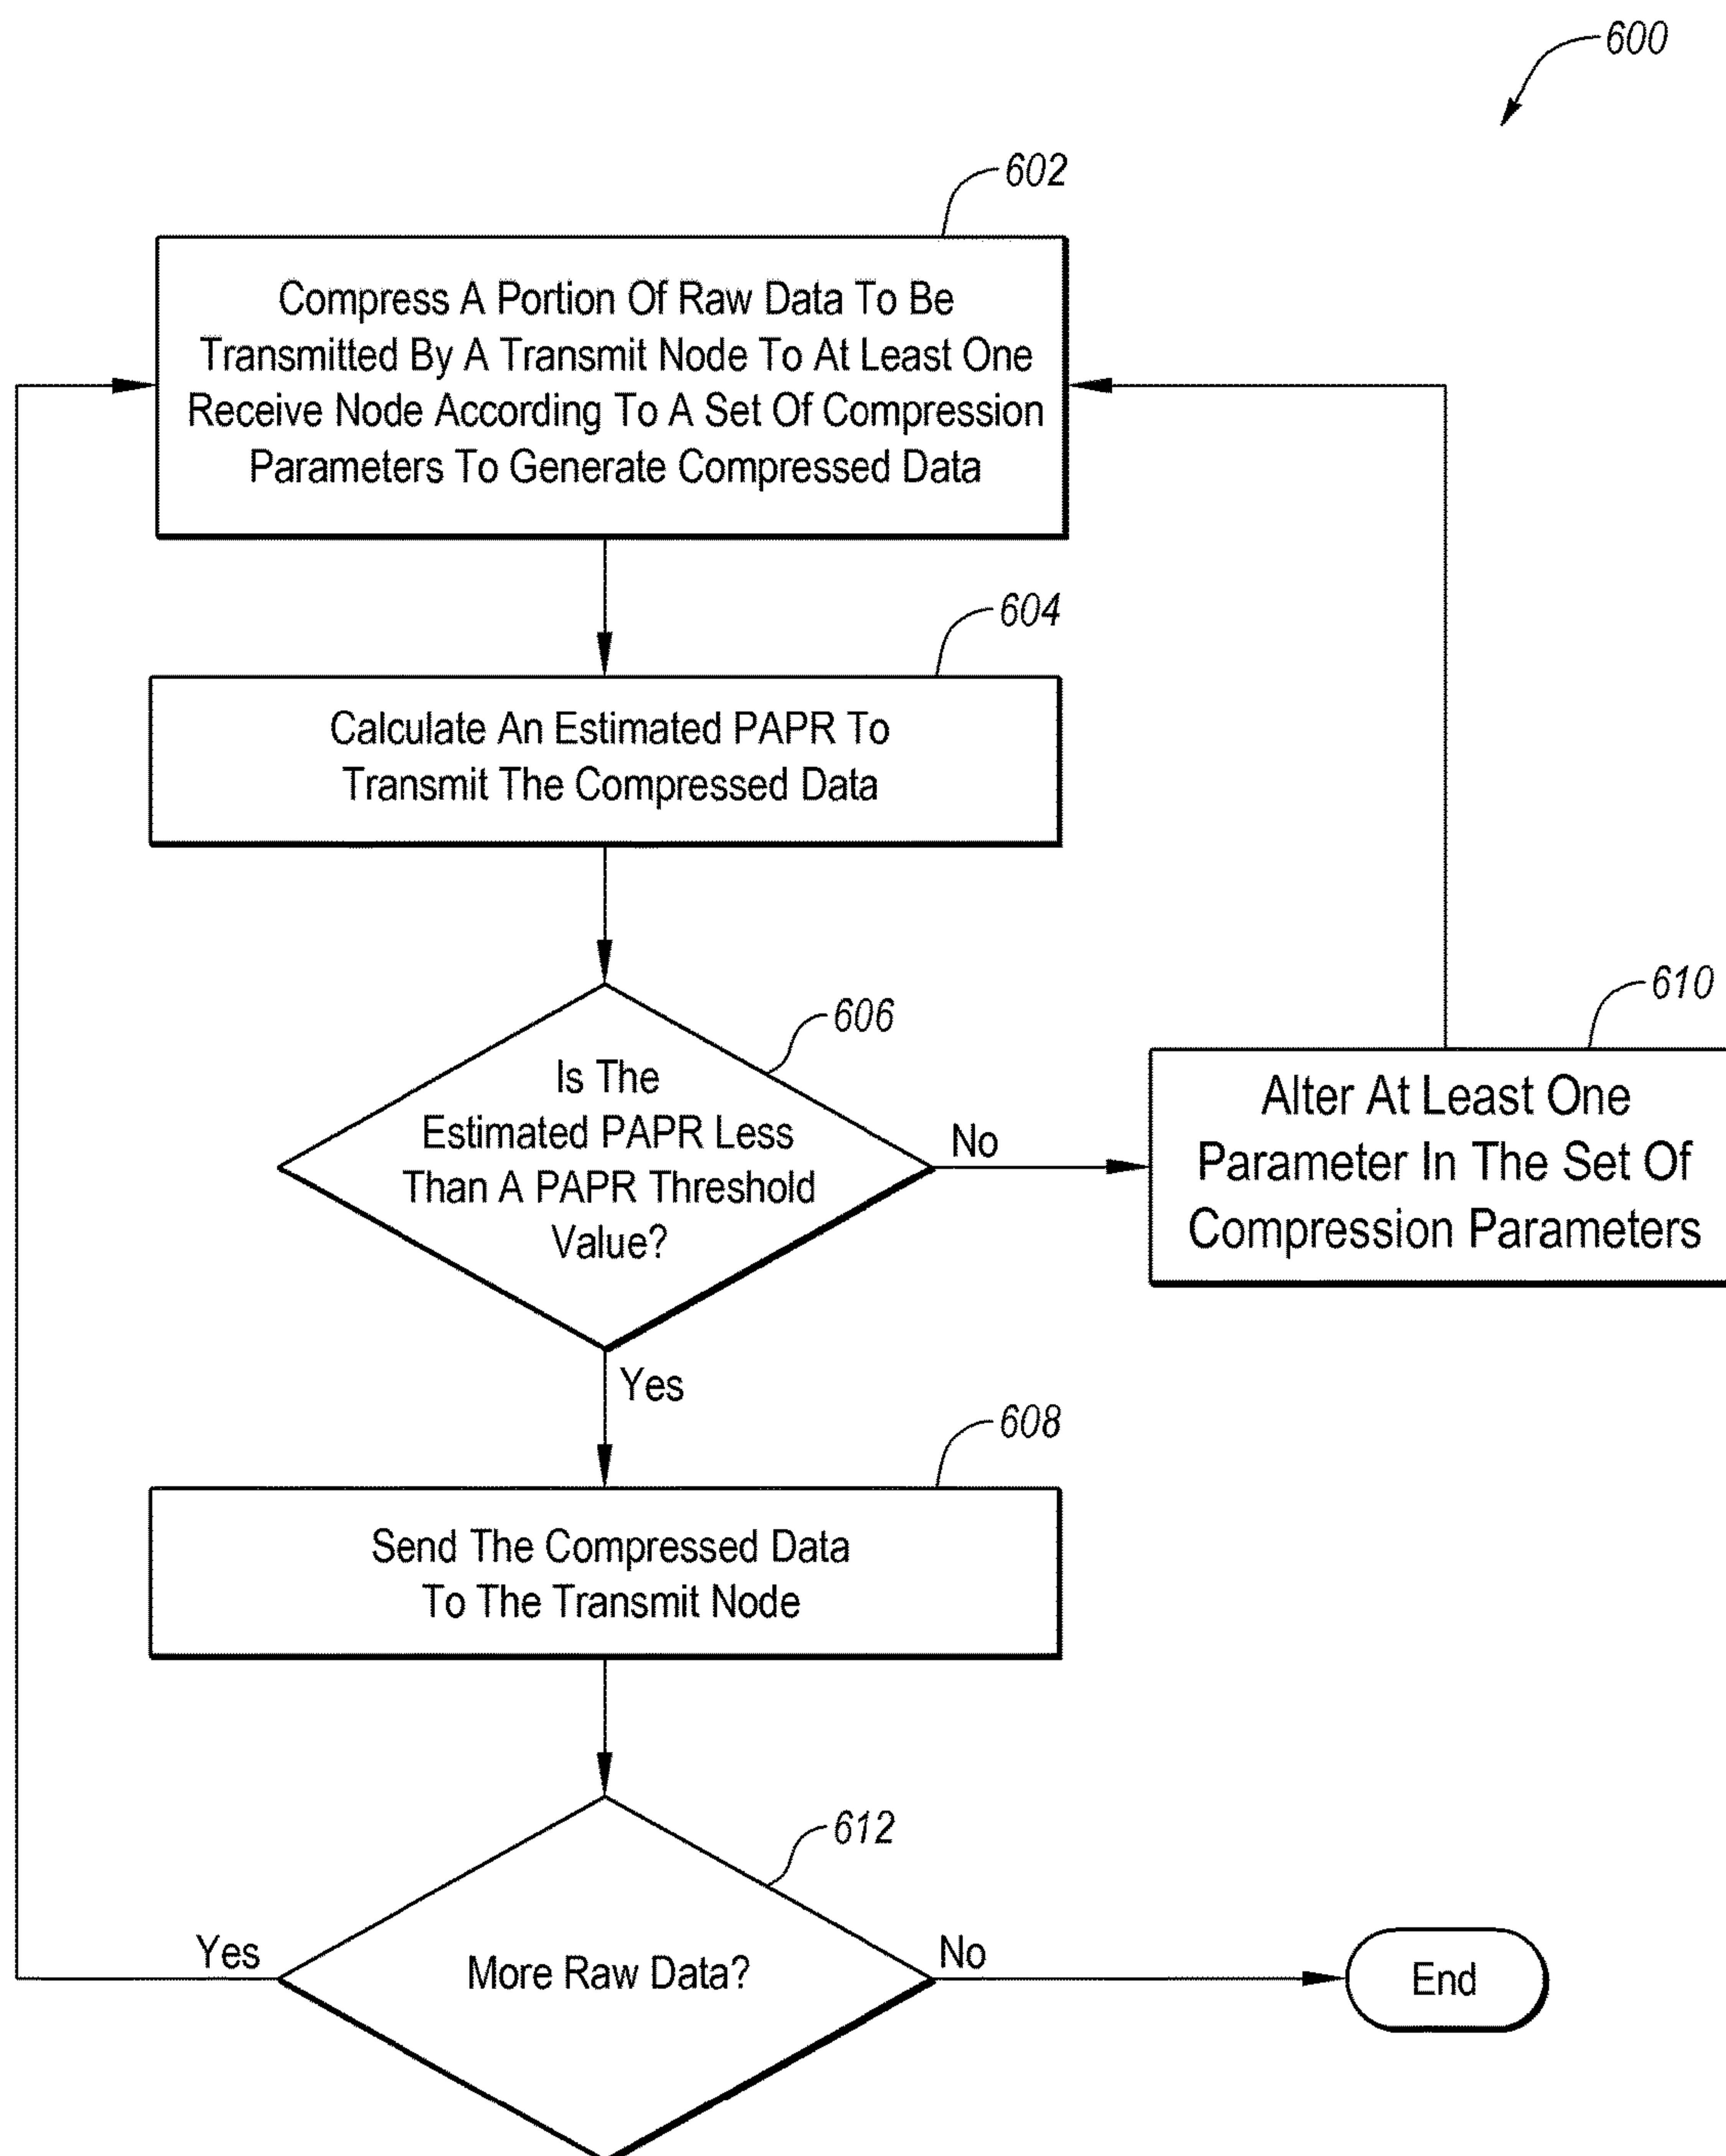 600
602
Compress A Portion Of Raw Data To Be
Transmitted By A Transmit Node To At Least One
Receive Node According To A Set Of Compression
Parameters To Generate Compressed Data
604
Calculate An Estimated PAPR To
Transmit The Compressed Data
606
Is The
Estimated PAPR Less
Than A PAPR Threshold
Value?
No
610
Alter At Least One
Parameter In The Set Of
Compression Parameters
Yes
608
Send The Compressed Data
To The Transmit Node
612
More Raw Data?
Yes
No
End